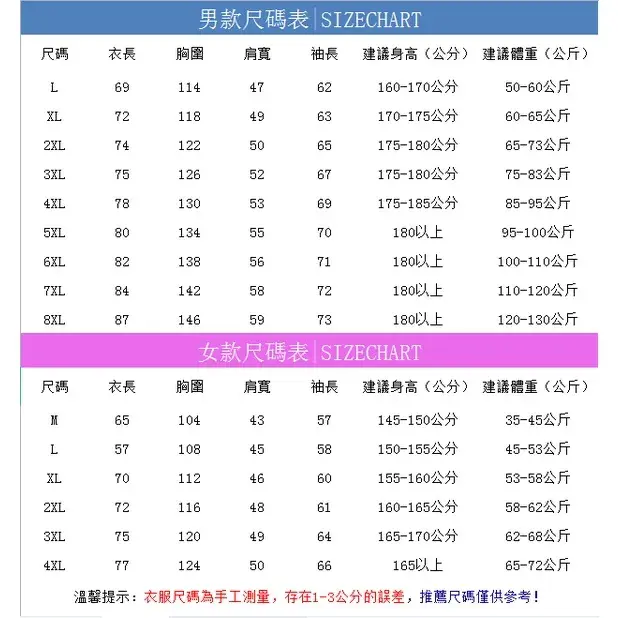 男款尺碼表|SIZECHART
尺碼 衣長 胸圍 肩寬 袖長 建議身高（公分） 建議體重（公斤）
L 69 114 47 62 160-170公分 50-60公斤
XL 72 118 49 63 170-175公分 60-65公斤
2XL 74 122 50 65 175-180公分 65-73公斤
3XL 75 126 52 67 175-180公分 75-83公斤
4XL 78 130 53 69 175-185公分 85-95公斤
5XL 80 134 55 70 180以上 95-100公斤
6XL 82 138 56 71 180以上 100-110公斤
7XL 84 142 58 72 180以上 110-120公斤
8XL 87 146 59 73 180以上 120-130公斤
女款尺碼表|SIZECHART
尺碼 衣長 胸圍 肩寬 袖長 建議身高（公分） 建議體重（公斤）
M 65 104 43 57 145-150公分 35-45公斤
L 57 108 45 58 150-155公分 45-53公斤
XL 70 112 46 60 155-160公分 53-58公斤
2XL 72 116 48 61 160-165公分 58-62公斤
3XL 75 120 49 64 165-170公分 62-68公斤
4XL 77 124 50 66 165以上 65-72公斤
溫馨提示：衣服尺碼為手工測量，存在1-3公分的誤差，推薦尺碼僅供參考！